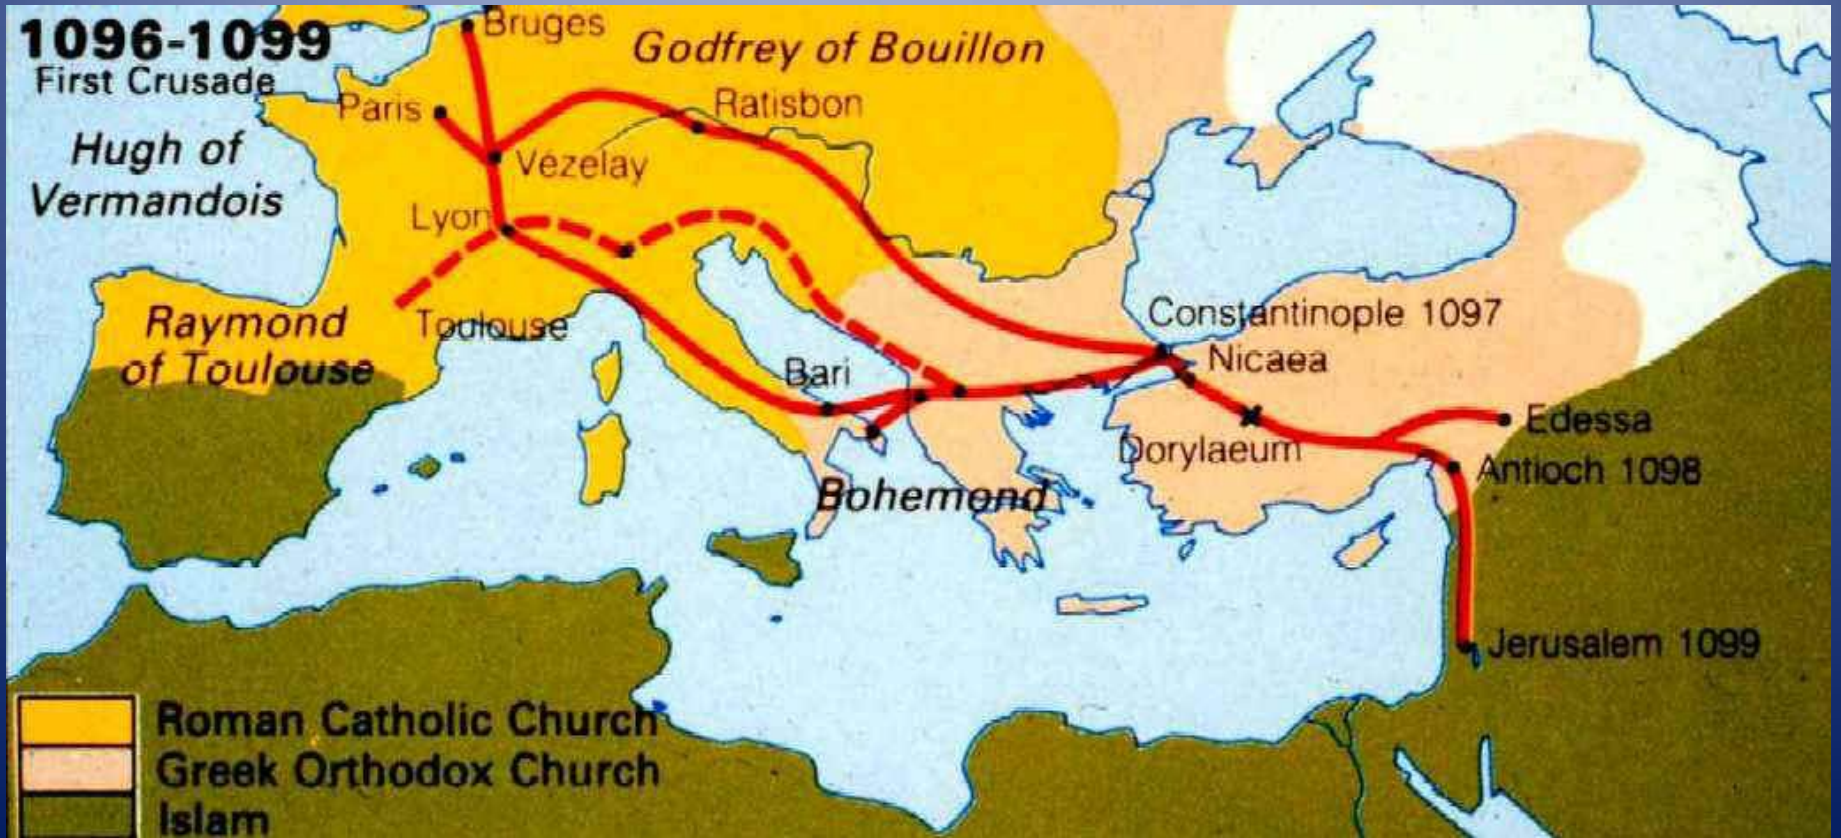 1096-1099
First Crusade
Bruges
Godfrey of Bouillon
Paris
Ratisbon
Hugh of
Vermandois
Vézelay
Lyon
Raymond
of Toulouse
Toulouse
Constantinople 1097
Nicaea
Bari
Edessa
Dorylaeum
Antioch 1098
Bohemond
Jerusalem 1099
Roman Catholic Church
Greek Orthodox Church
Islam